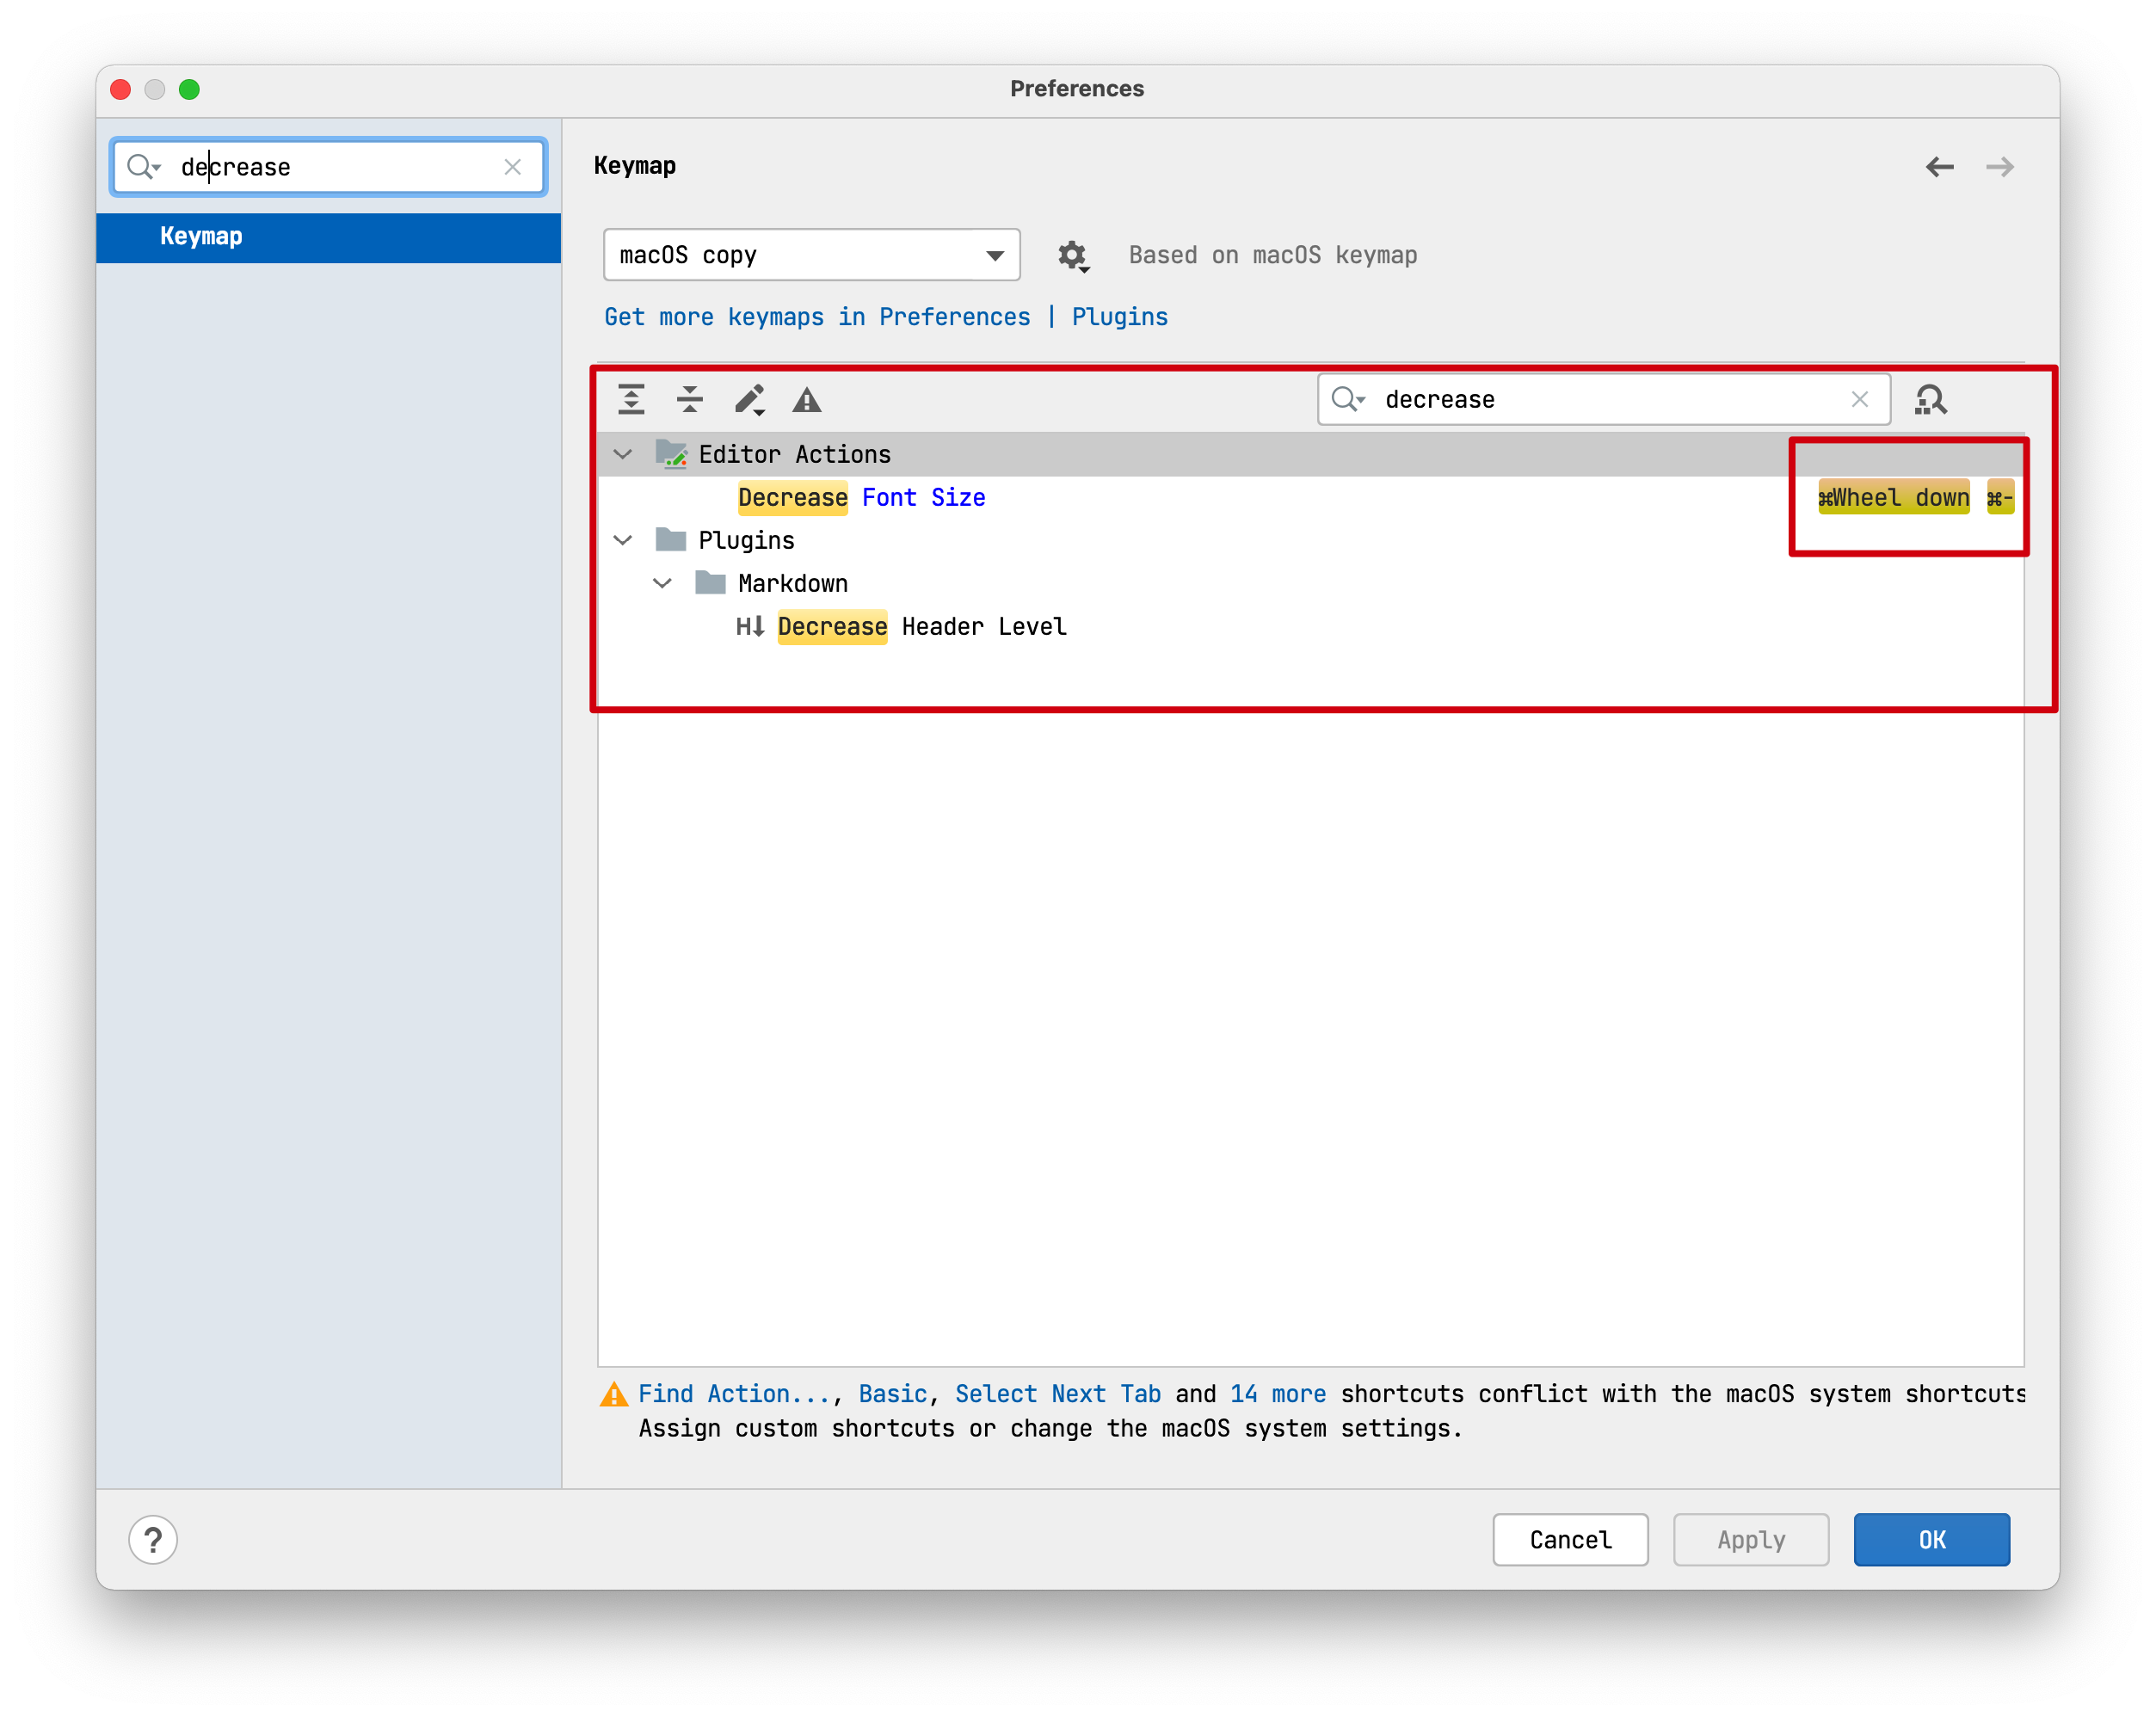 Preferences
decrease
Keymap
Keymap
macOS copy
Based on macOS keymap
Get more keymaps in Preferences | Plugins
decrease
Editor Actions
Decrease Font Size
⌘Wheel down ⌘-
Plugins
Markdown
H↓ Decrease Header Level
Find Action..., Basic, Select Next Tab and 14 more shortcuts conflict with the macOS system shortcuts
Assign custom shortcuts or change the macOS system settings.
?
Cancel
Apply
OK